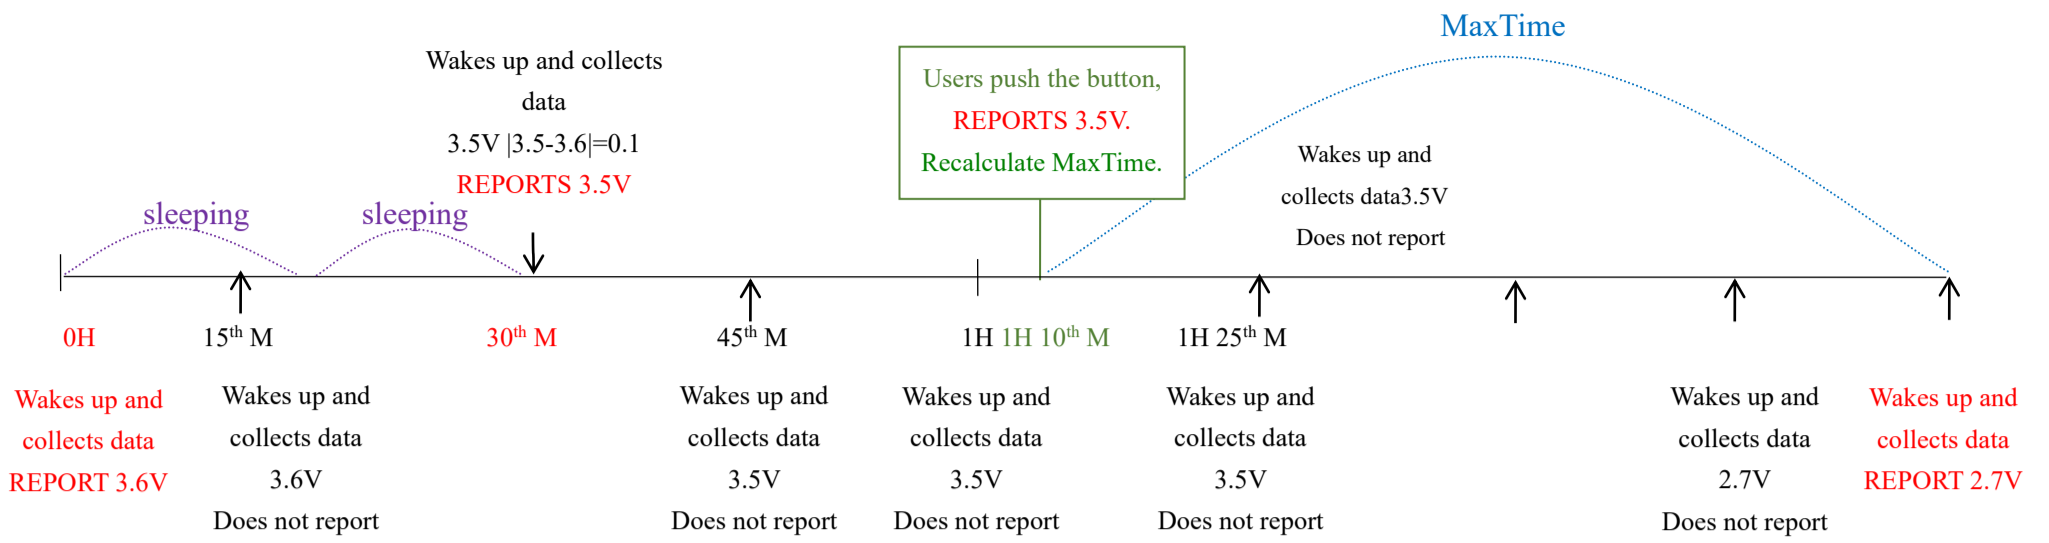 MaxTime
Wakes up and collects
data
3.5V |3.5-3.6|=0.1
REPORTS 3.5V
Users push the button,
REPORTS 3.5V.
Recalculate MaxTime.
Wakes up and
collects data3.5V
Does not report
sleeping
sleeping
0H
15th M
30th M
45th M
1H
1H 10th M
1H 25th M
Wakes up and
collects data
REPORT 3.6V
Wakes up and
collects data
3.6V
Does not report
Wakes up and
collects data
3.5V
Does not report
Wakes up and
collects data
3.5V
Does not report
Wakes up and
collects data
3.5V
Does not report
Wakes up and
collects data
2.7V
Does not report
Wakes up and
collects data
REPORT 2.7V